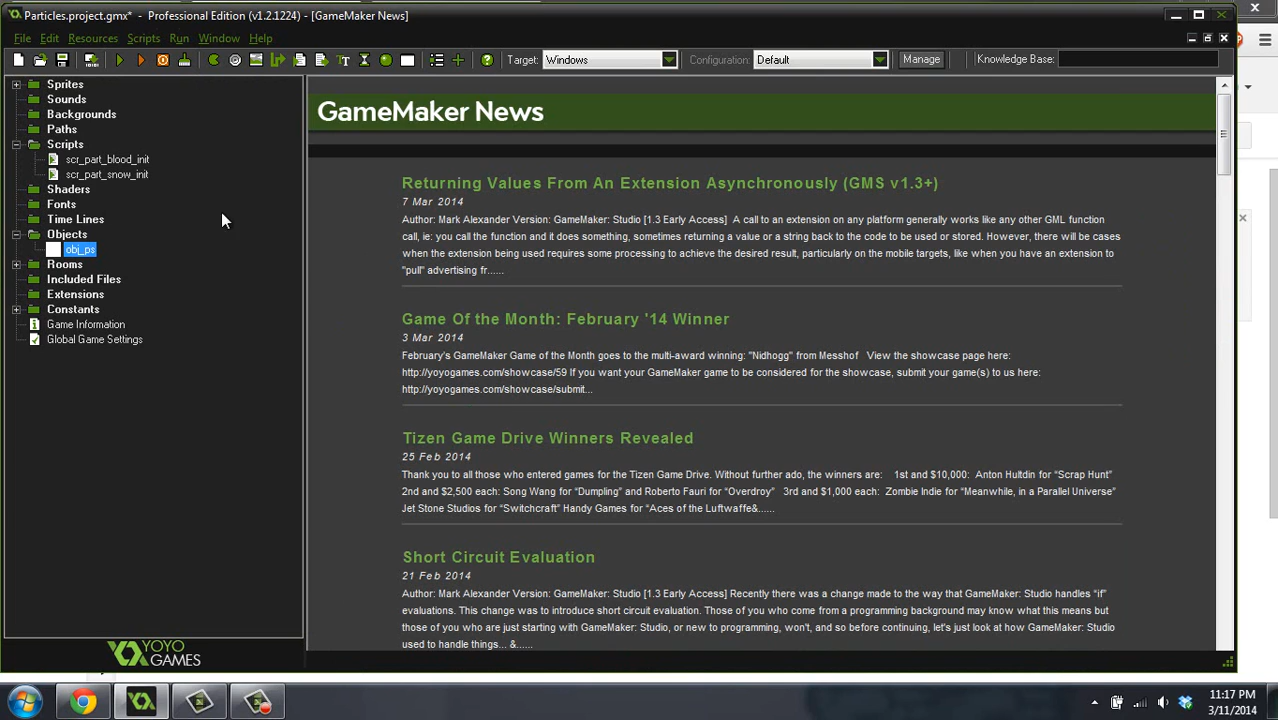 Particles.project.gmx* - Professional Edition (v1.2.1224) - [GameMaker News]
File Edit Resources Scripts Run Window Help
Target: Windows Configuration: Default Manage Knowledge Base:
Sprites
Sounds
Backgrounds
Paths
Scripts
scr_part_blood_init
scr_part_snow_init
Shaders
Fonts
Time Lines
Objects
obj_ps
Rooms
Included Files
Extensions
Constants
Game Information
Global Game Settings
YOYO
GAMES
GameMaker News
Returning Values From An Extension Asynchronously (GMS v1.3+)
7 Mar 2014
Author: Mark Alexander Version: GameMaker: Studio [1.3 Early Access]  A call to an extension on any platform generally works like any other GML function
call, ie: you call the function and it does something, sometimes returning a value or a string back to the code to be used or stored. However, there will be cases
when the extension being used requires some processing to achieve the desired result, particularly on the mobile targets, like when you have an extension to
"pull" advertising fr......
Game Of the Month: February '14 Winner
3 Mar 2014
February's GameMaker Game of the Month goes to the multi-award winning: "Nidhogg" from Messhof   View the showcase page here:
http://yoyogames.com/showcase/59 If you want your GameMaker game to be considered for the showcase, submit your game(s) to us here:
http://yoyogames.com/showcase/submit...
Tizen Game Drive Winners Revealed
25 Feb 2014
Thank you to all those who entered games for the Tizen Game Drive. Without further ado, the winners are:   1st and $10,000:  Anton Hultdin for “Scrap Hunt”
2nd and $2,500 each: Song Wang for “Dumpling” and Roberto Fauri for “Overdroy”   3rd and $1,000 each:  Zombie Indie for “Meanwhile, in a Parallel Universe”
Jet Stone Studios for “Switchcraft” Handy Games for “Aces of the Luftwaffe&......
Short Circuit Evaluation
21 Feb 2014
Author: Mark Alexander Version: GameMaker: Studio [1.3 Early Access] Recently there was a change made to the way that GameMaker: Studio handles “if”
evaluations. This change was to introduce short circuit evaluation. Those of you who come from a programming background may know what this means but
those of you who are just starting with GameMaker: Studio, or new to programming, won't, and so before continuing, let's just look at how GameMaker: Studio
used to handle things... &......
11:17 PM
3/11/2014